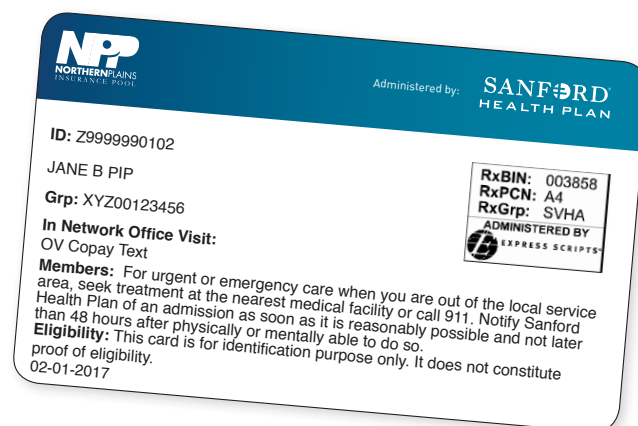 NPP
NORTHERNPLAINS
INSURANCE POOL
Administered by:
SANFORD
HEALTH PLAN
ID: Z9999990102
JANE B PIP
Grp: XYZ00123456
RxBIN: 003858
RxPCN: A4
RxGrp: SVHA
ADMINISTERED BY
EXPRESS SCRIPTS
In Network Office Visit:
OV Copay Text
Members: For urgent or emergency care when you are out of the local service
area, seek treatment at the nearest medical facility or call 911. Notify Sanford
Health Plan of an admission as soon as it is reasonably possible and not later
than 48 hours after physically or mentally able to do so.
Eligibility: This card is for identification purpose only. It does not constitute
proof of eligibility.
02-01-2017